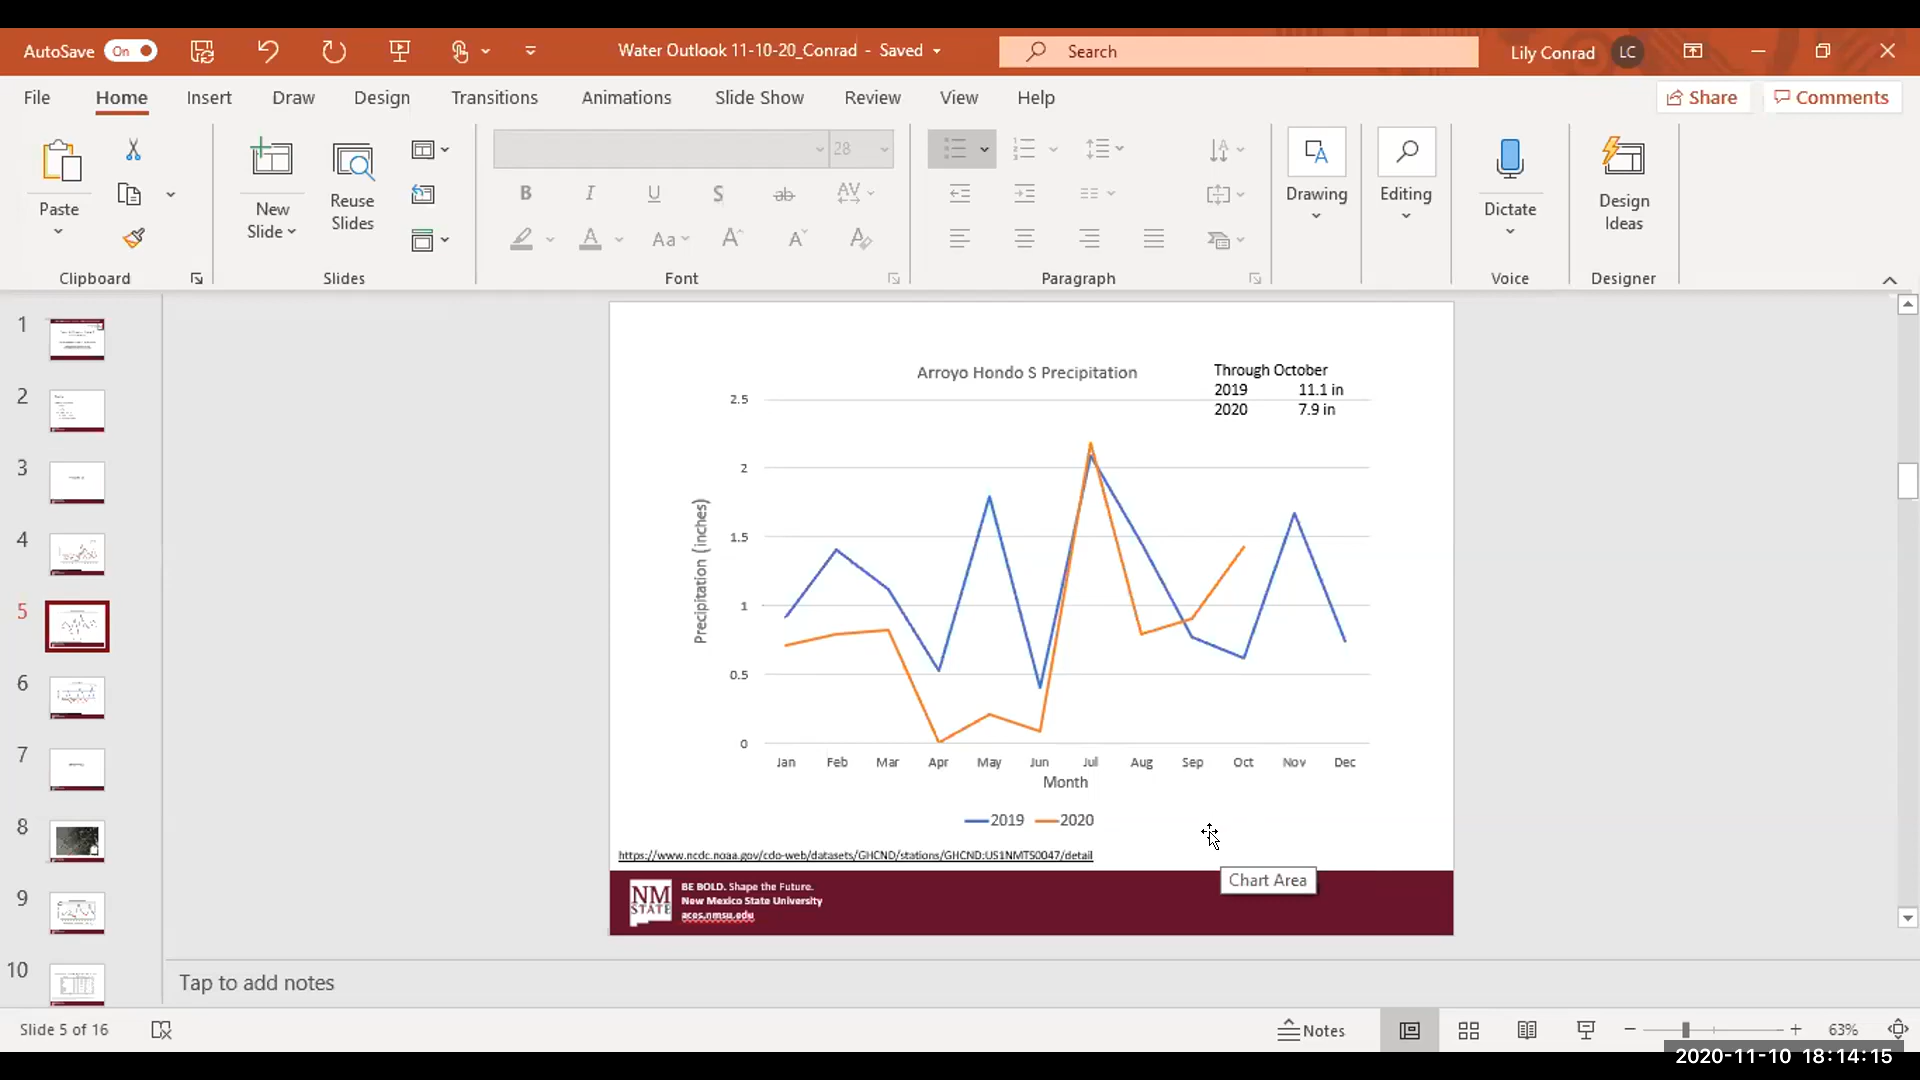 AutoSave On
Water Outlook 11-10-20_Conrad - Saved
Search
Lily Conrad LC
File Home Insert Draw Design Transitions Animations Slide Show Review View Help
Share Comments
Paste
Clipboard
New Slide
Reuse Slides
Slides
28
B I U S ab AV
A Aa A A A
Font
Paragraph
Drawing
Editing
Dictate
Voice
Design Ideas
Designer
1
2
3
4
5
6
7
8
9
10
Arroyo Hondo S Precipitation
Through October
2019 11.1 in
2020 7.9 in
Precipitation (inches)
2.5
2
1.5
1
0.5
0
Jan Feb Mar Apr May Jun Jul Aug Sep Oct Nov Dec
Month
2019 2020
https://www.ncdc.noaa.gov/cdo-web/datasets/GHCND/stations/GHCND:US1NMTS0047/detail
Chart Area
NM STATE
BE BOLD. Shape the Future.
New Mexico State University
aces.nmsu.edu
Tap to add notes
Slide 5 of 16
Notes
63%
2020-11-10 18:14:15